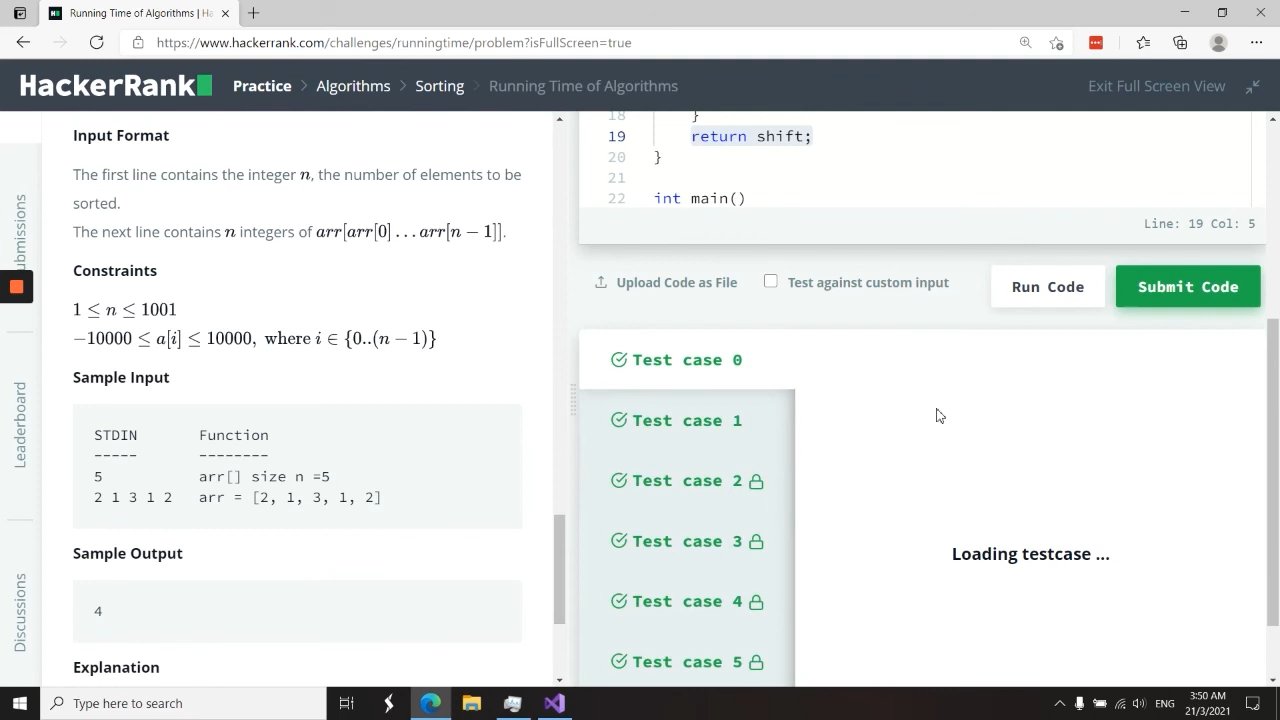 Running Time of Algorithms | Ha
https://www.hackerrank.com/challenges/runningtime/problem?isFullScreen=true
HackerRank Practice > Algorithms > Sorting > Running Time of Algorithms Exit Full Screen View
Submissions
Leaderboard
Discussions
Input Format
The first line contains the integer n, the number of elements to be
sorted.
The next line contains n integers of arr[arr[0]...arr[n − 1]].
Constraints
1 ≤ n ≤ 1001
−10000 ≤ a[i] ≤ 10000, where i ∈ {0..(n − 1)}
Sample Input
STDIN Function
----- --------
5 arr[] size n =5
2 1 3 1 2 arr = [2, 1, 3, 1, 2]
Sample Output
4
Explanation
18 }
19 return shift;
20 }
21
22 int main()
Line: 19 Col: 5
Upload Code as File Test against custom input Run Code Submit Code
Test case 0
Test case 1
Test case 2
Test case 3
Test case 4
Test case 5
Loading testcase ...
Type here to search
ENG
3:50 AM
21/3/2021